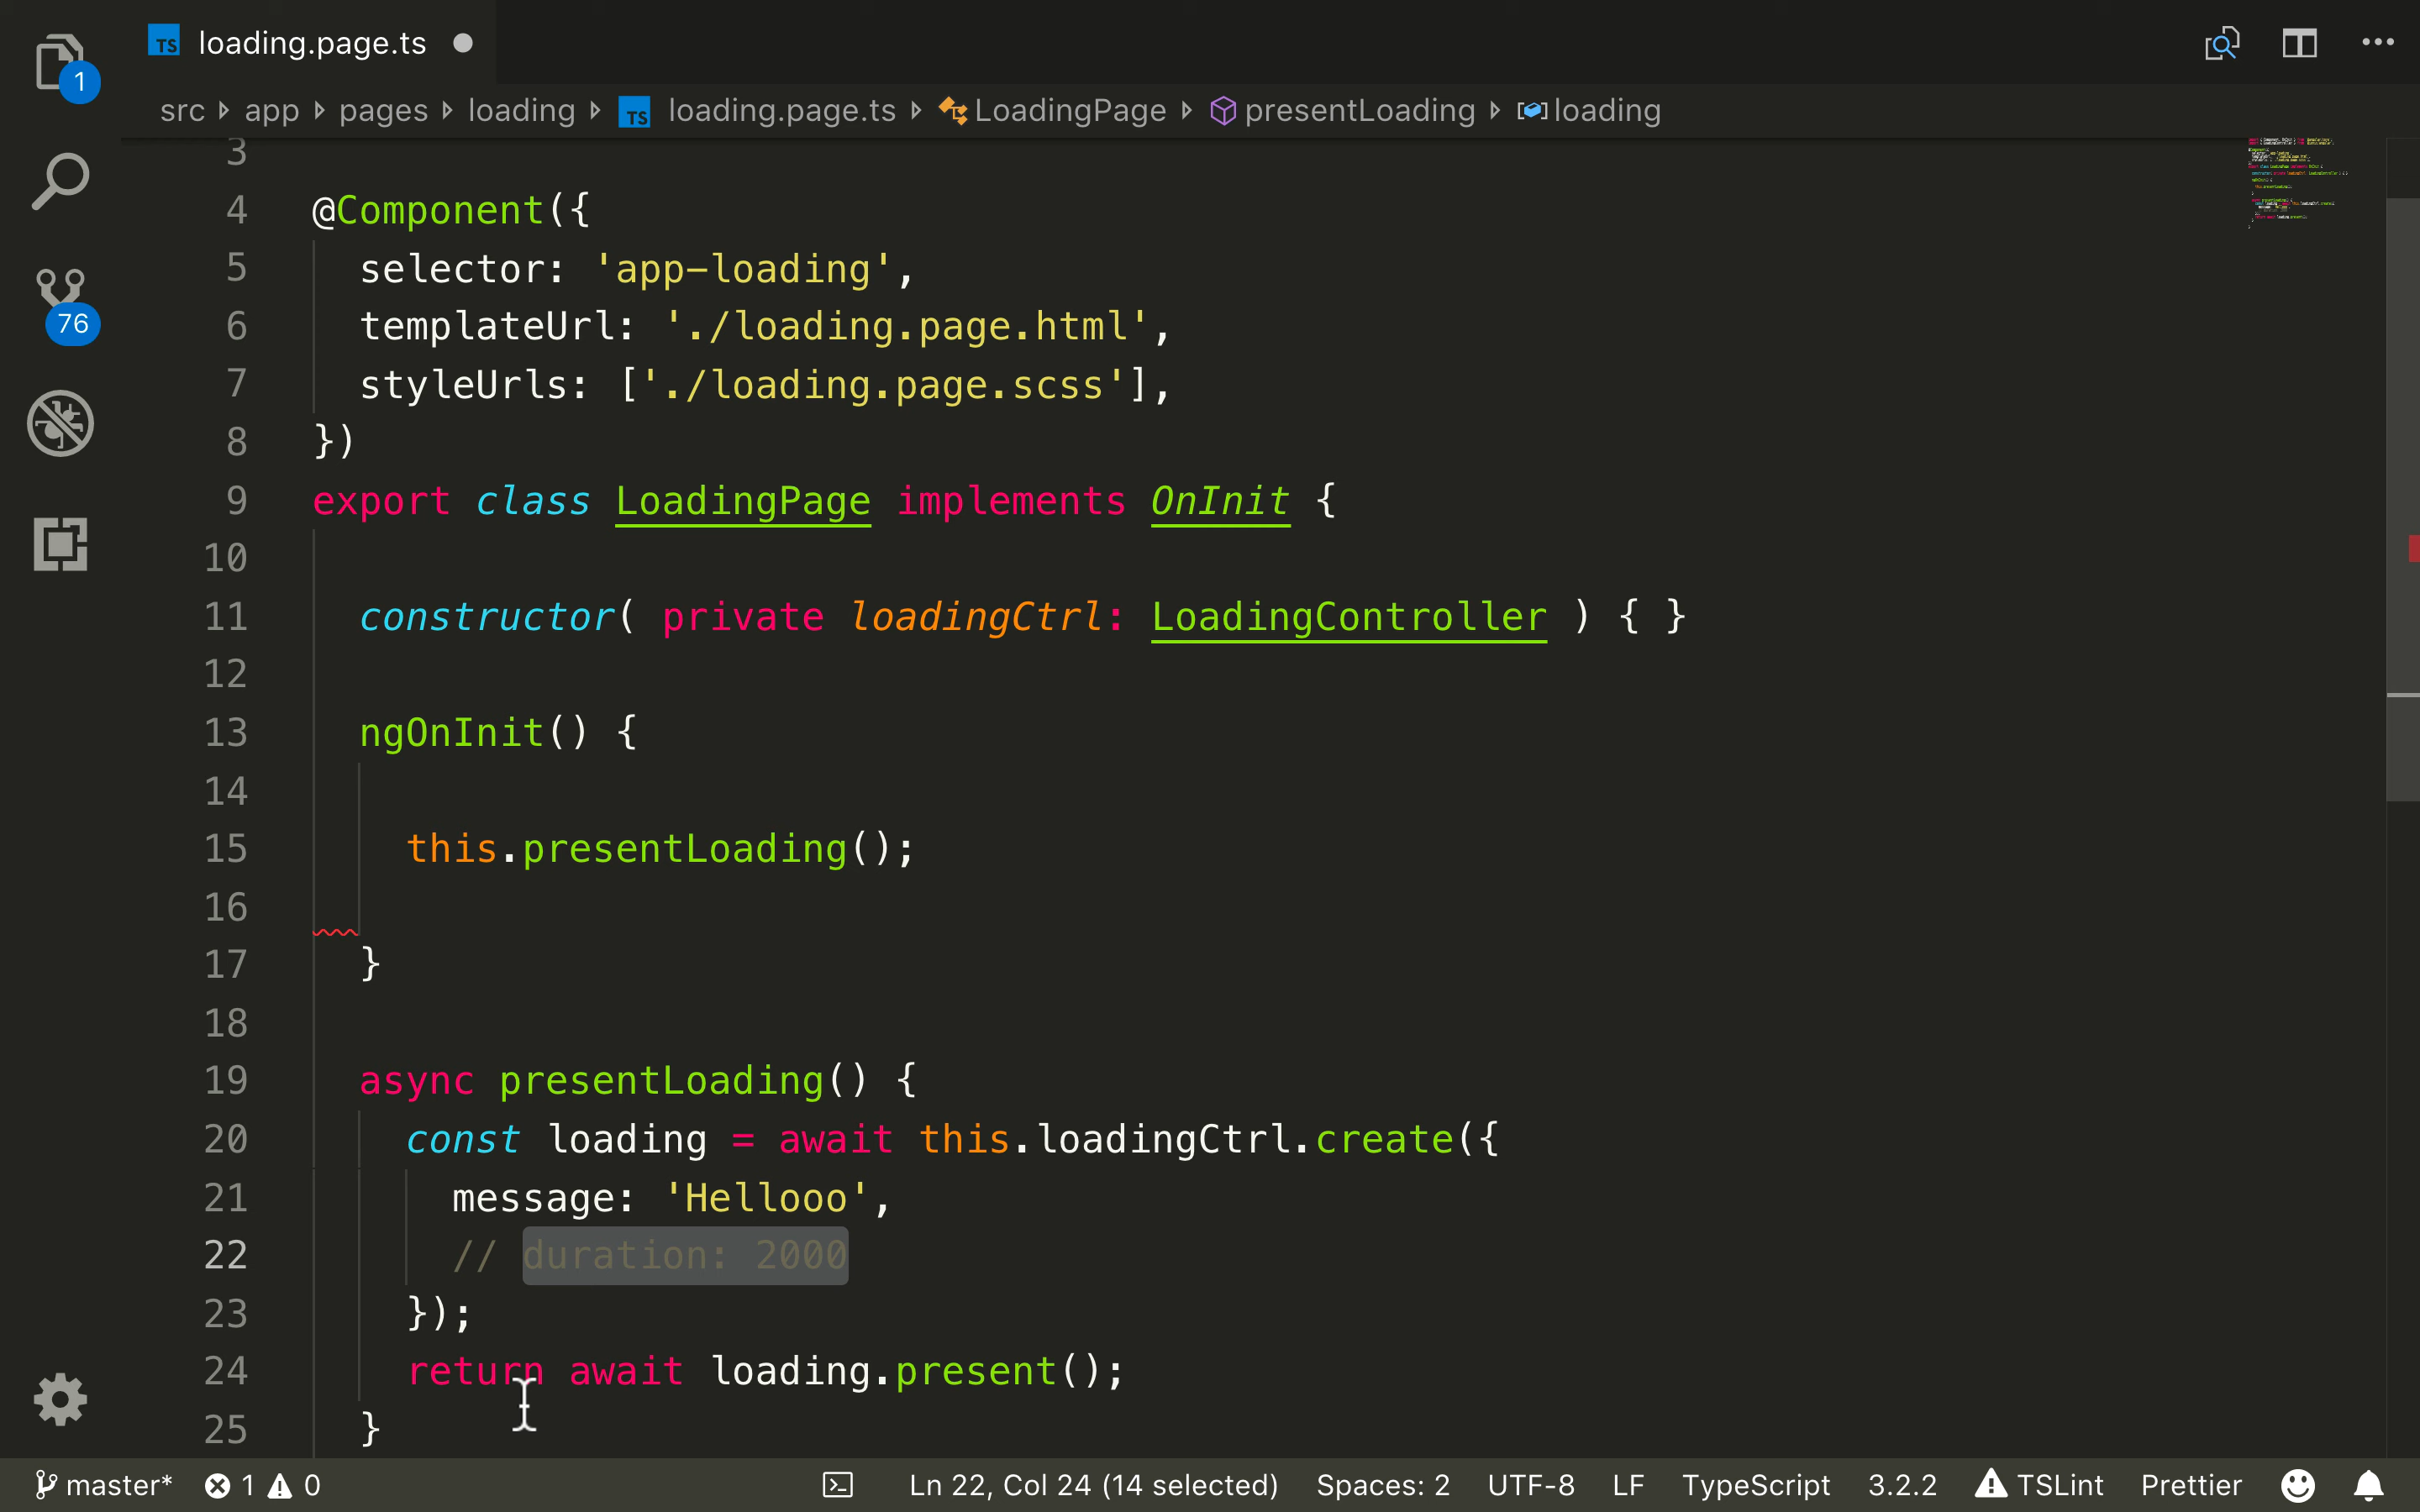 TS loading.page.ts
1
src app pages loading TS loading.page.ts LoadingPage presentLoading loading
3
4 @Component({
5 selector: 'app-loading',
6 templateUrl: './loading.page.html',
7 styleUrls: ['./loading.page.scss'],
8 })
9 export class LoadingPage implements OnInit {
10
11 constructor( private loadingCtrl: LoadingController ) { }
12
13 ngOnInit() {
14
15 this.presentLoading();
16
17 }
18
19 async presentLoading() {
20 const loading = await this.loadingCtrl.create({
21 message: 'Hellooo',
22 // duration: 2000
23 });
24 return await loading.present();
25 }
76
master* 1 0 Ln 22, Col 24 (14 selected) Spaces: 2 UTF-8 LF TypeScript 3.2.2 TSLint Prettier